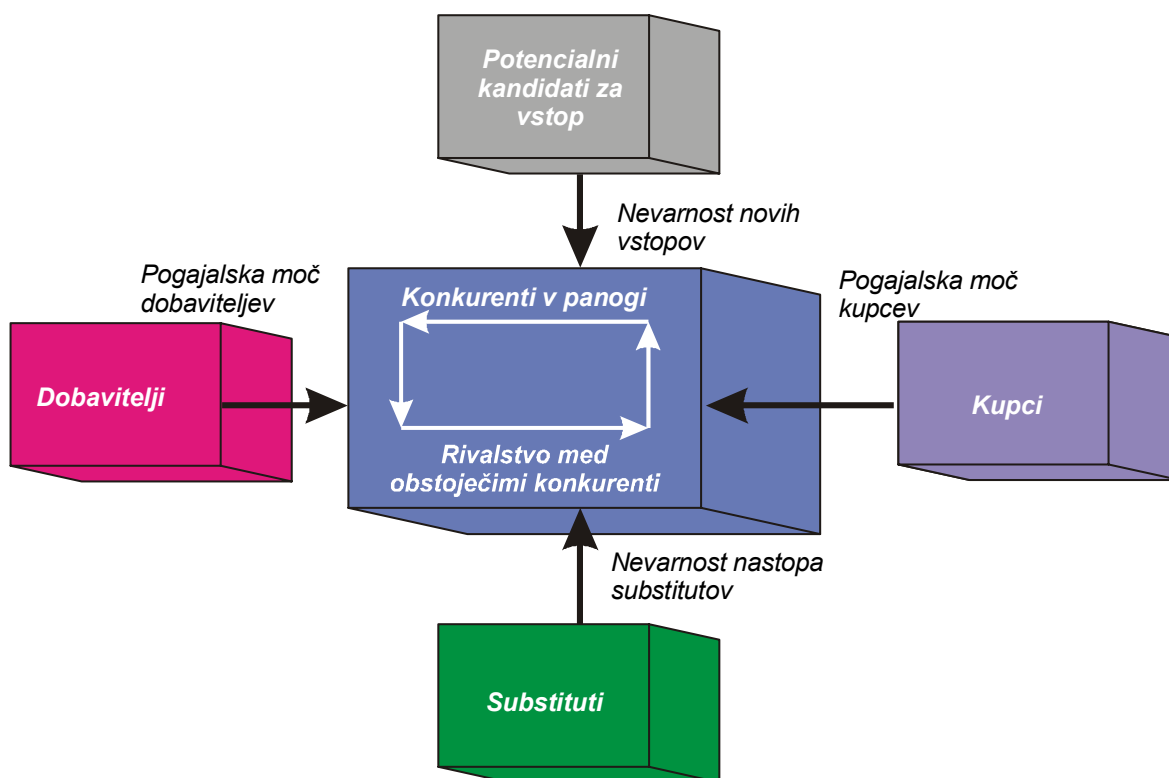 Potencialni
kandidati za
vstop
Nevarnost novih
vstopov
Pogajalska moč
dobaviteljev
Konkurenti v panogi
Pogajalska moč
kupcev
Dobavitelji
Kupci
Rivalstvo med
obstoječimi konkurenti
Nevarnost nastopa
substitutov
Substituti